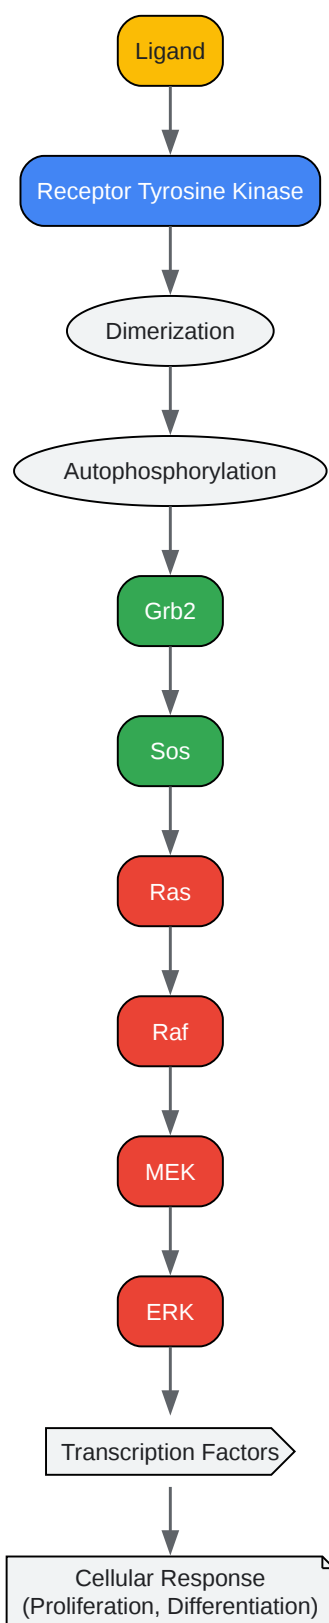 Ligand
Receptor Tyrosine Kinase
Dimerization
Autophosphorylation
Grb2
Sos
Ras
Raf
MEK
ERK
Transcription Factors
Cellular Response
(Proliferation, Differentiation)